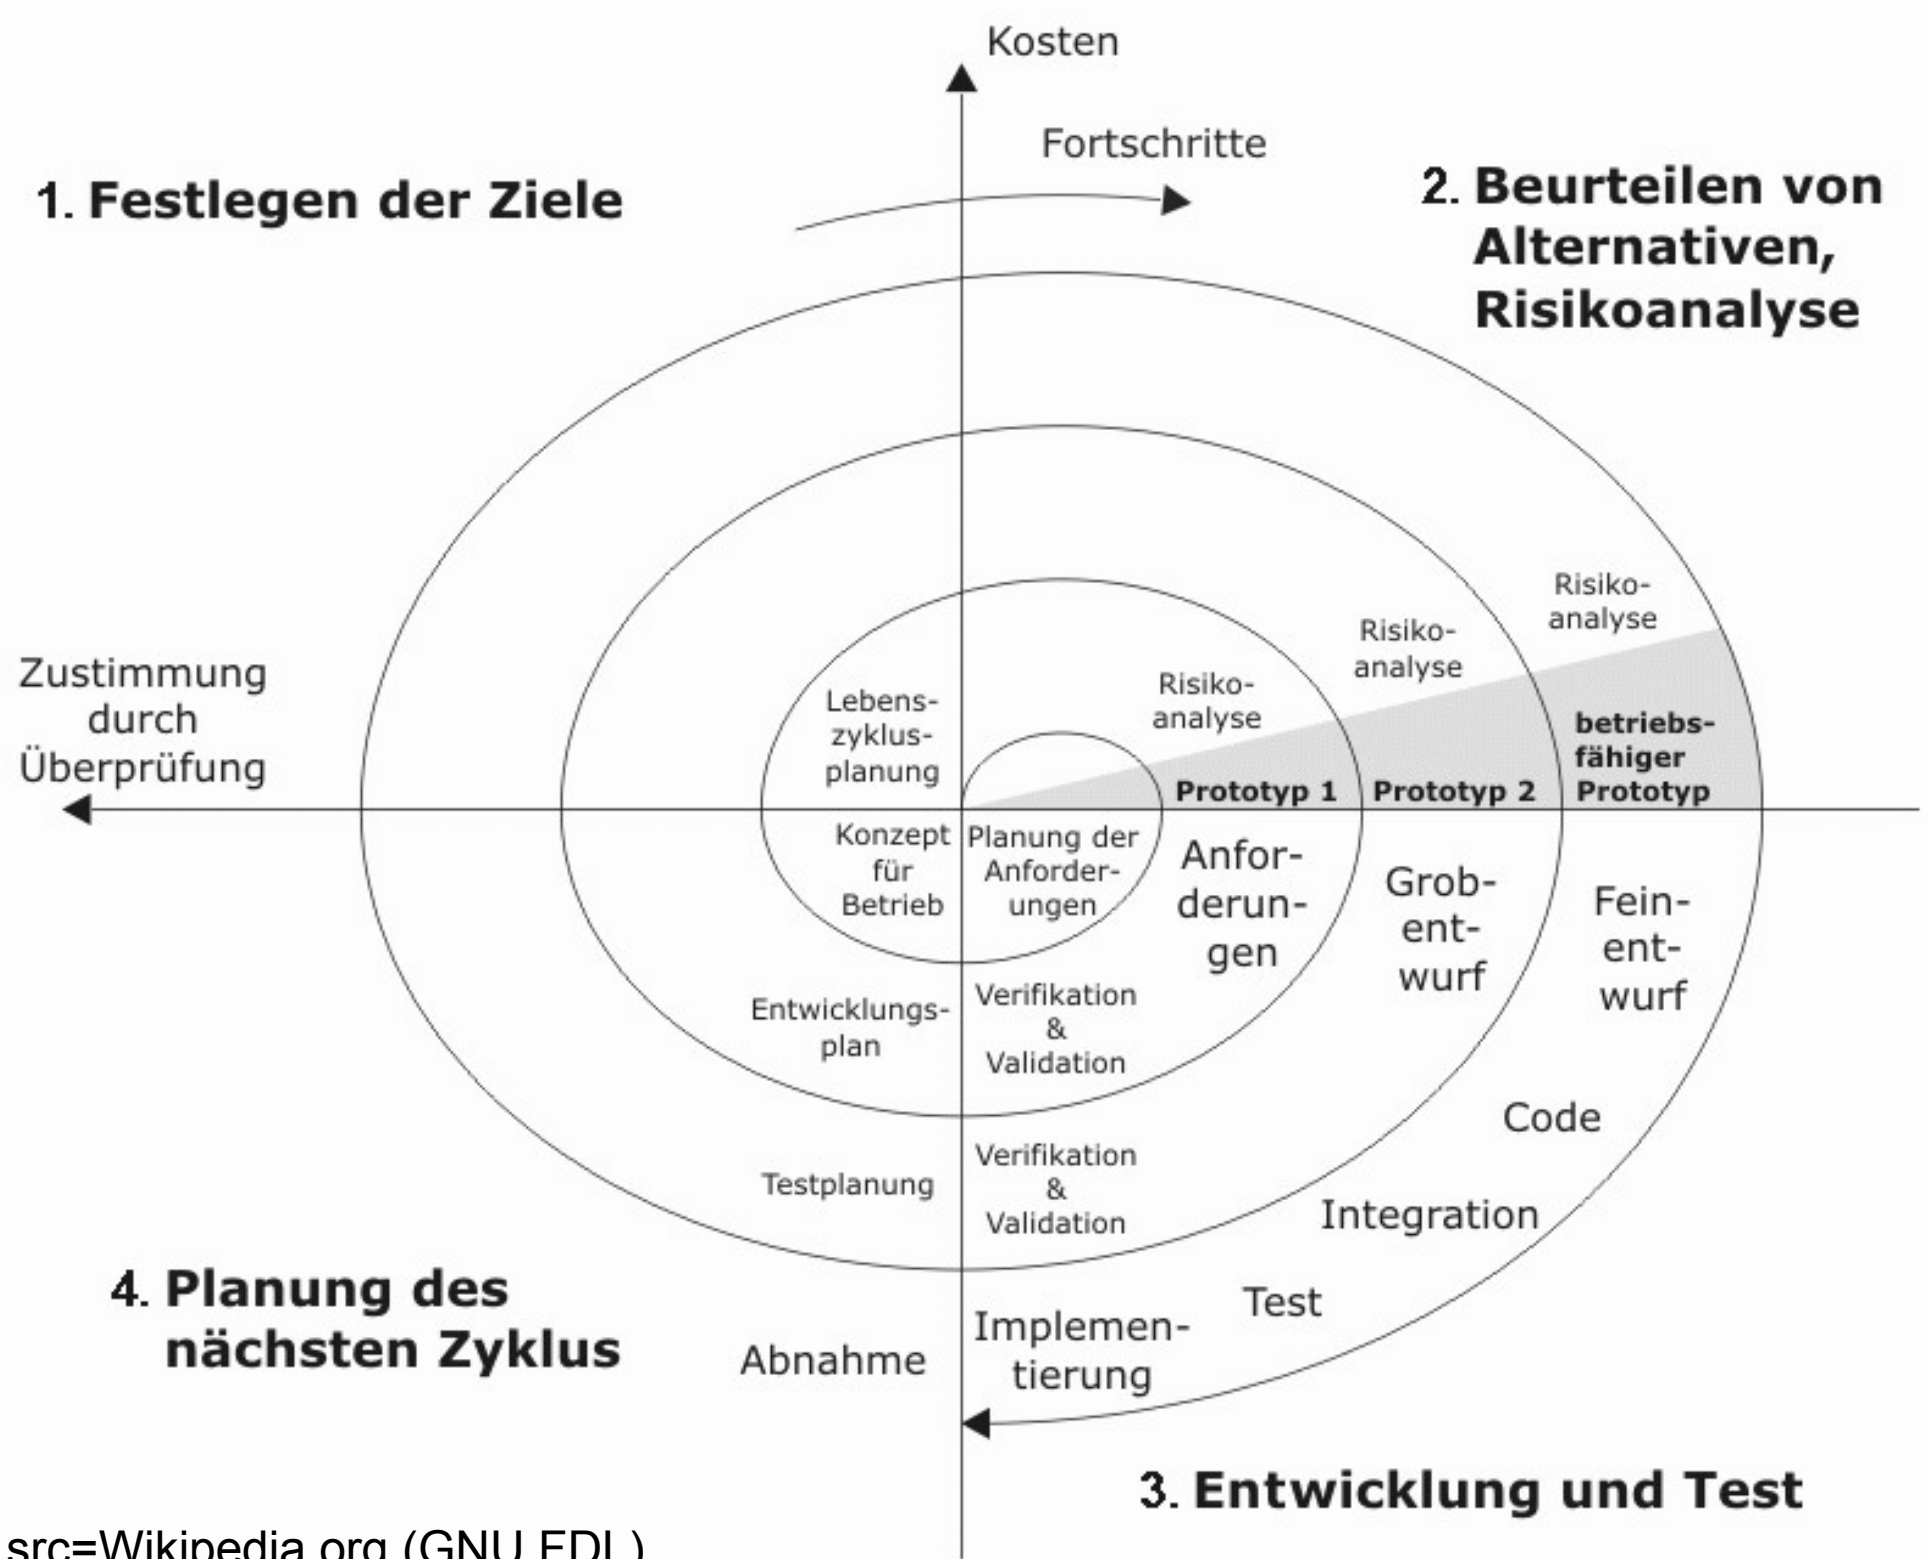 Kosten
Fortschritte
1. Festlegen der Ziele
2. Beurteilen von
Alternativen,
Risikoanalyse
Risiko-
analyse
Risiko-
analyse
Risiko-
analyse
Zustimmung
durch
Überprüfung
Lebens-
zyklus-
planung
betriebs-
fähiger
Prototyp
Prototyp 1
Prototyp 2
Konzept
für
Betrieb
Planung der
Anforder-
ungen
Anfor-
derun-
gen
Grob-
ent-
wurf
Fein-
ent-
wurf
Entwicklungs-
plan
Verifikation
&
Validation
Code
Testplanung
Verifikation
&
Validation
Integration
4. Planung des
nächsten Zyklus
Abnahme
Implemen-
tierung
Test
3. Entwicklung und Test
src=Wikipedia.org (GNU FDL)